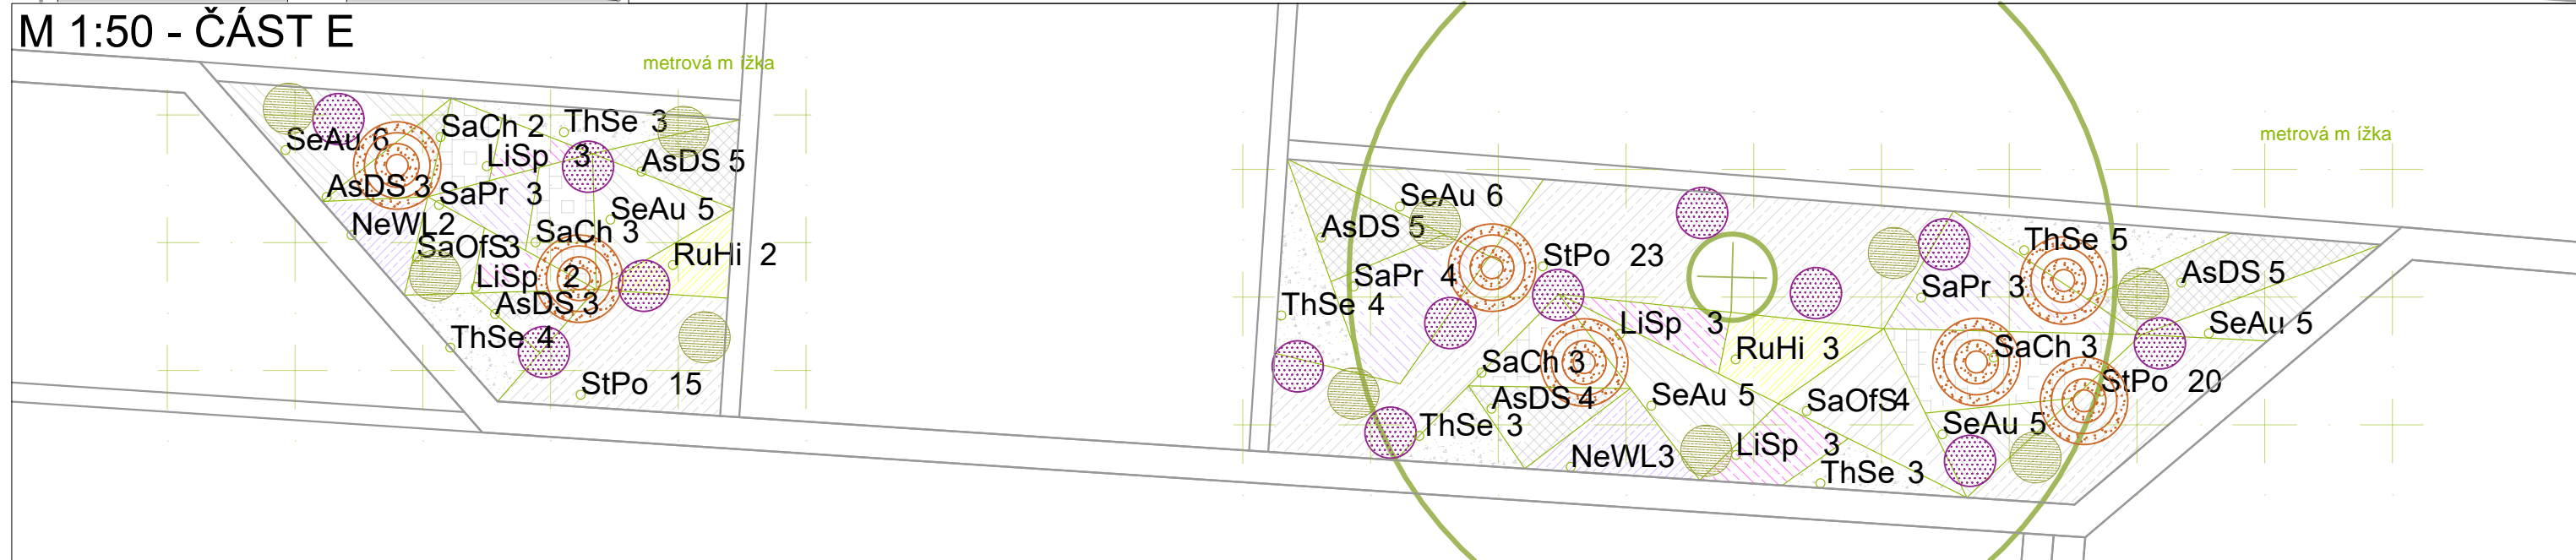 M 1:50 - ČÁST E
metrová m ížka
SeAu 6
SaCh 2
ThSe 3
LiSp 3
AsDS 5
AsDS 3
SaPr 3
NeWL2
SeAu 5
SaOfS3
SaCh 3
RuHi 2
LiSp 2
AsDS 3
ThSe 4
StPo 15
metrová m ížka
SeAu 6
AsDS 5
StPo 23
ThSe 5
SaPr 4
ThSe 4
SaPr 3
AsDS 5
LiSp 3
SeAu 5
RuHi 3
SaCh 3
SaCh 3
StPo 20
AsDS 4
SeAu 5
SaOfS4
ThSe 3
SeAu 5
NeWL3
LiSp 3
ThSe 3